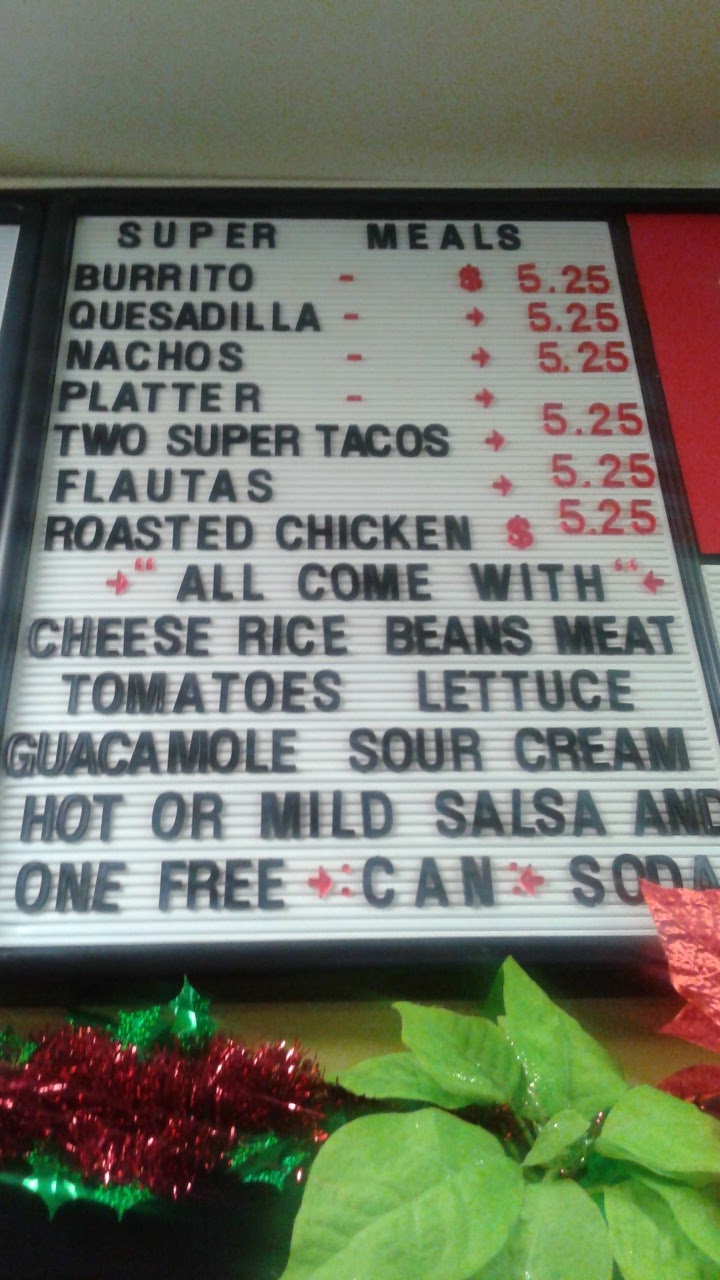 SUPER MEALS
BURRITO - $ 5.25
QUESADILLA - → 5.25
NACHOS - → 5.25
PLATTER - →
5.25
TWO SUPER TACOS →
5.25
FLAUTAS →
5.25
ROASTED CHICKEN $
→ “ ALL COME WITH “ ←
CHEESE RICE BEANS MEAT
TOMATOES LETTUCE
GUACAMOLE SOUR CREAM
HOT OR MILD SALSA AND
ONE FREE →: CAN :← SODA